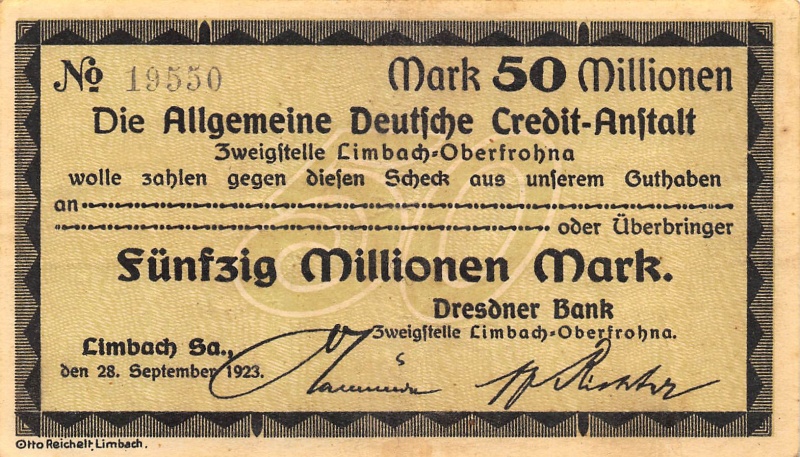 No 19550 Mark 50 Millionen
Die Allgemeine Deutſche Credit-Anſtalt
Zweigſtelle Limbach-Oberfrohna
wolle zahlen gegen dieſen Scheck aus unſerem Guthaben
an
oder Überbringer
50
Fünfzig Millionen Mark.
Dresdner Bank
Zweigſtelle Limbach-Oberfrohna.
Limbach Sa.,
den 28. September 1923.
Otto Reichelt, Limbach.